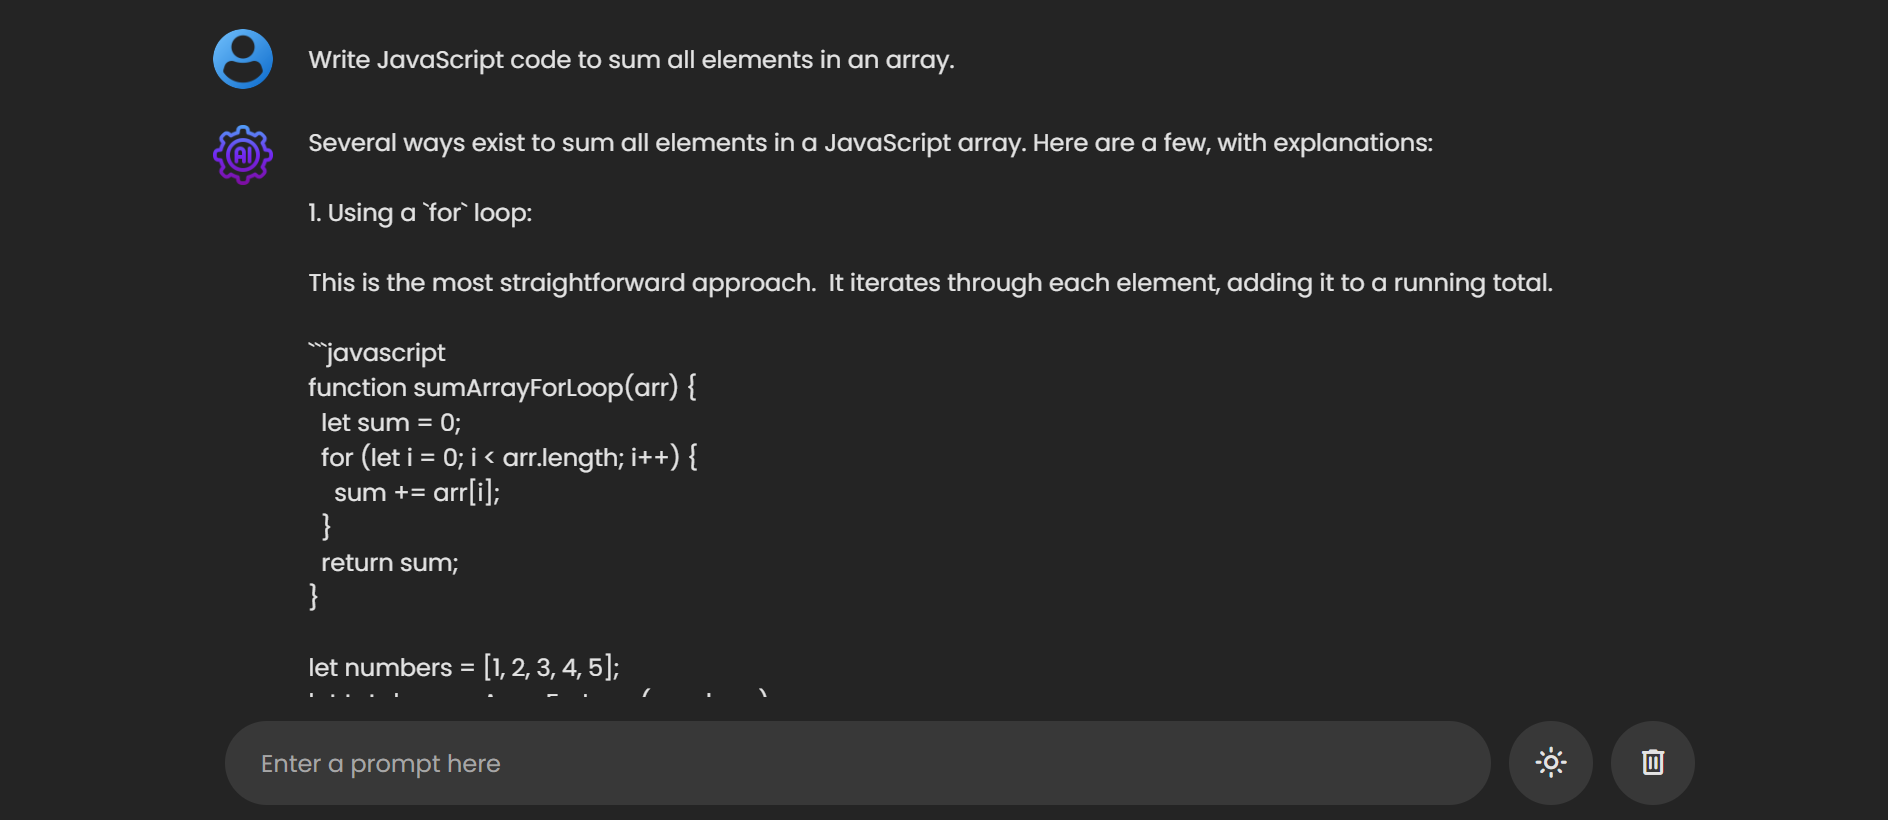 Write JavaScript code to sum all elements in an array.
AI
Several ways exist to sum all elements in a JavaScript array. Here are a few, with explanations:
1. Using a `for` loop:
This is the most straightforward approach.  It iterates through each element, adding it to a running total.
```javascript
function sumArrayForLoop(arr) {
  let sum = 0;
  for (let i = 0; i < arr.length; i++) {
    sum += arr[i];
  }
  return sum;
}
let numbers = [1, 2, 3, 4, 5];
Enter a prompt here